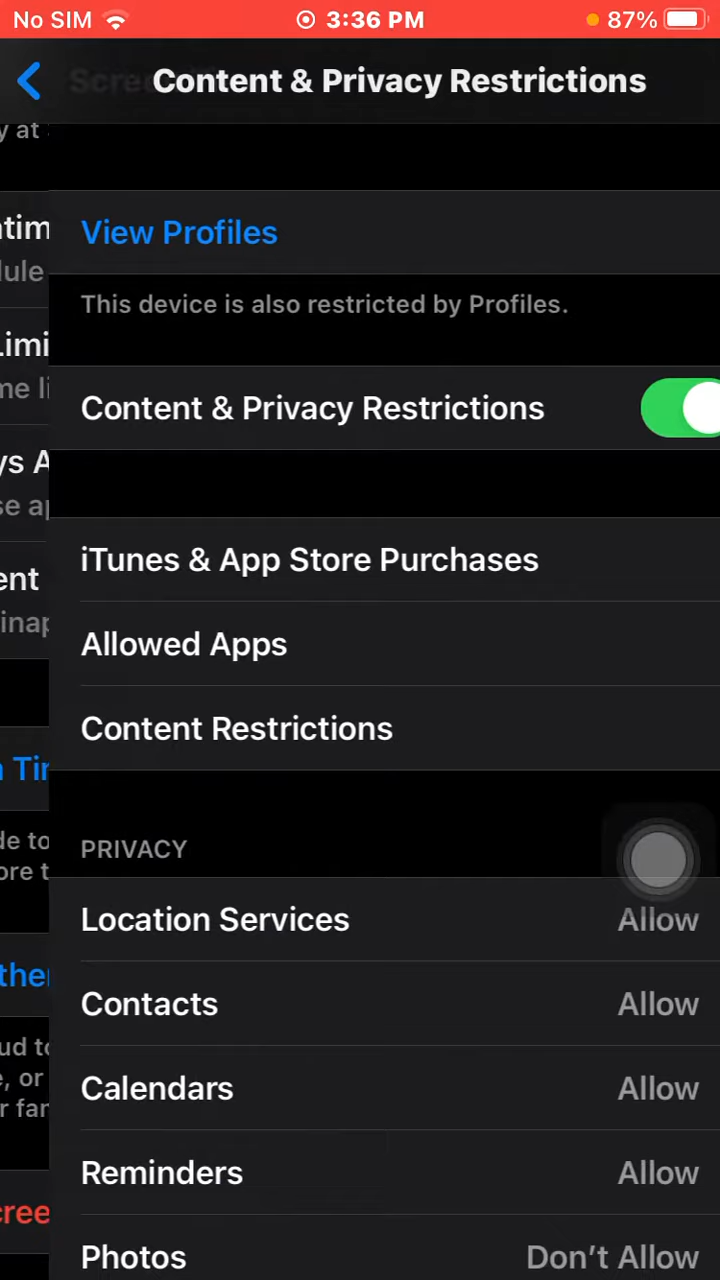 No SIM 3:36 PM 87%
Content & Privacy Restrictions
y at
View Profiles
This device is also restricted by Profiles.
Content & Privacy Restrictions
iTunes & App Store Purchases
Allowed Apps
Content Restrictions
PRIVACY
Location Services Allow
Contacts Allow
Calendars Allow
Reminders Allow
Photos Don't Allow